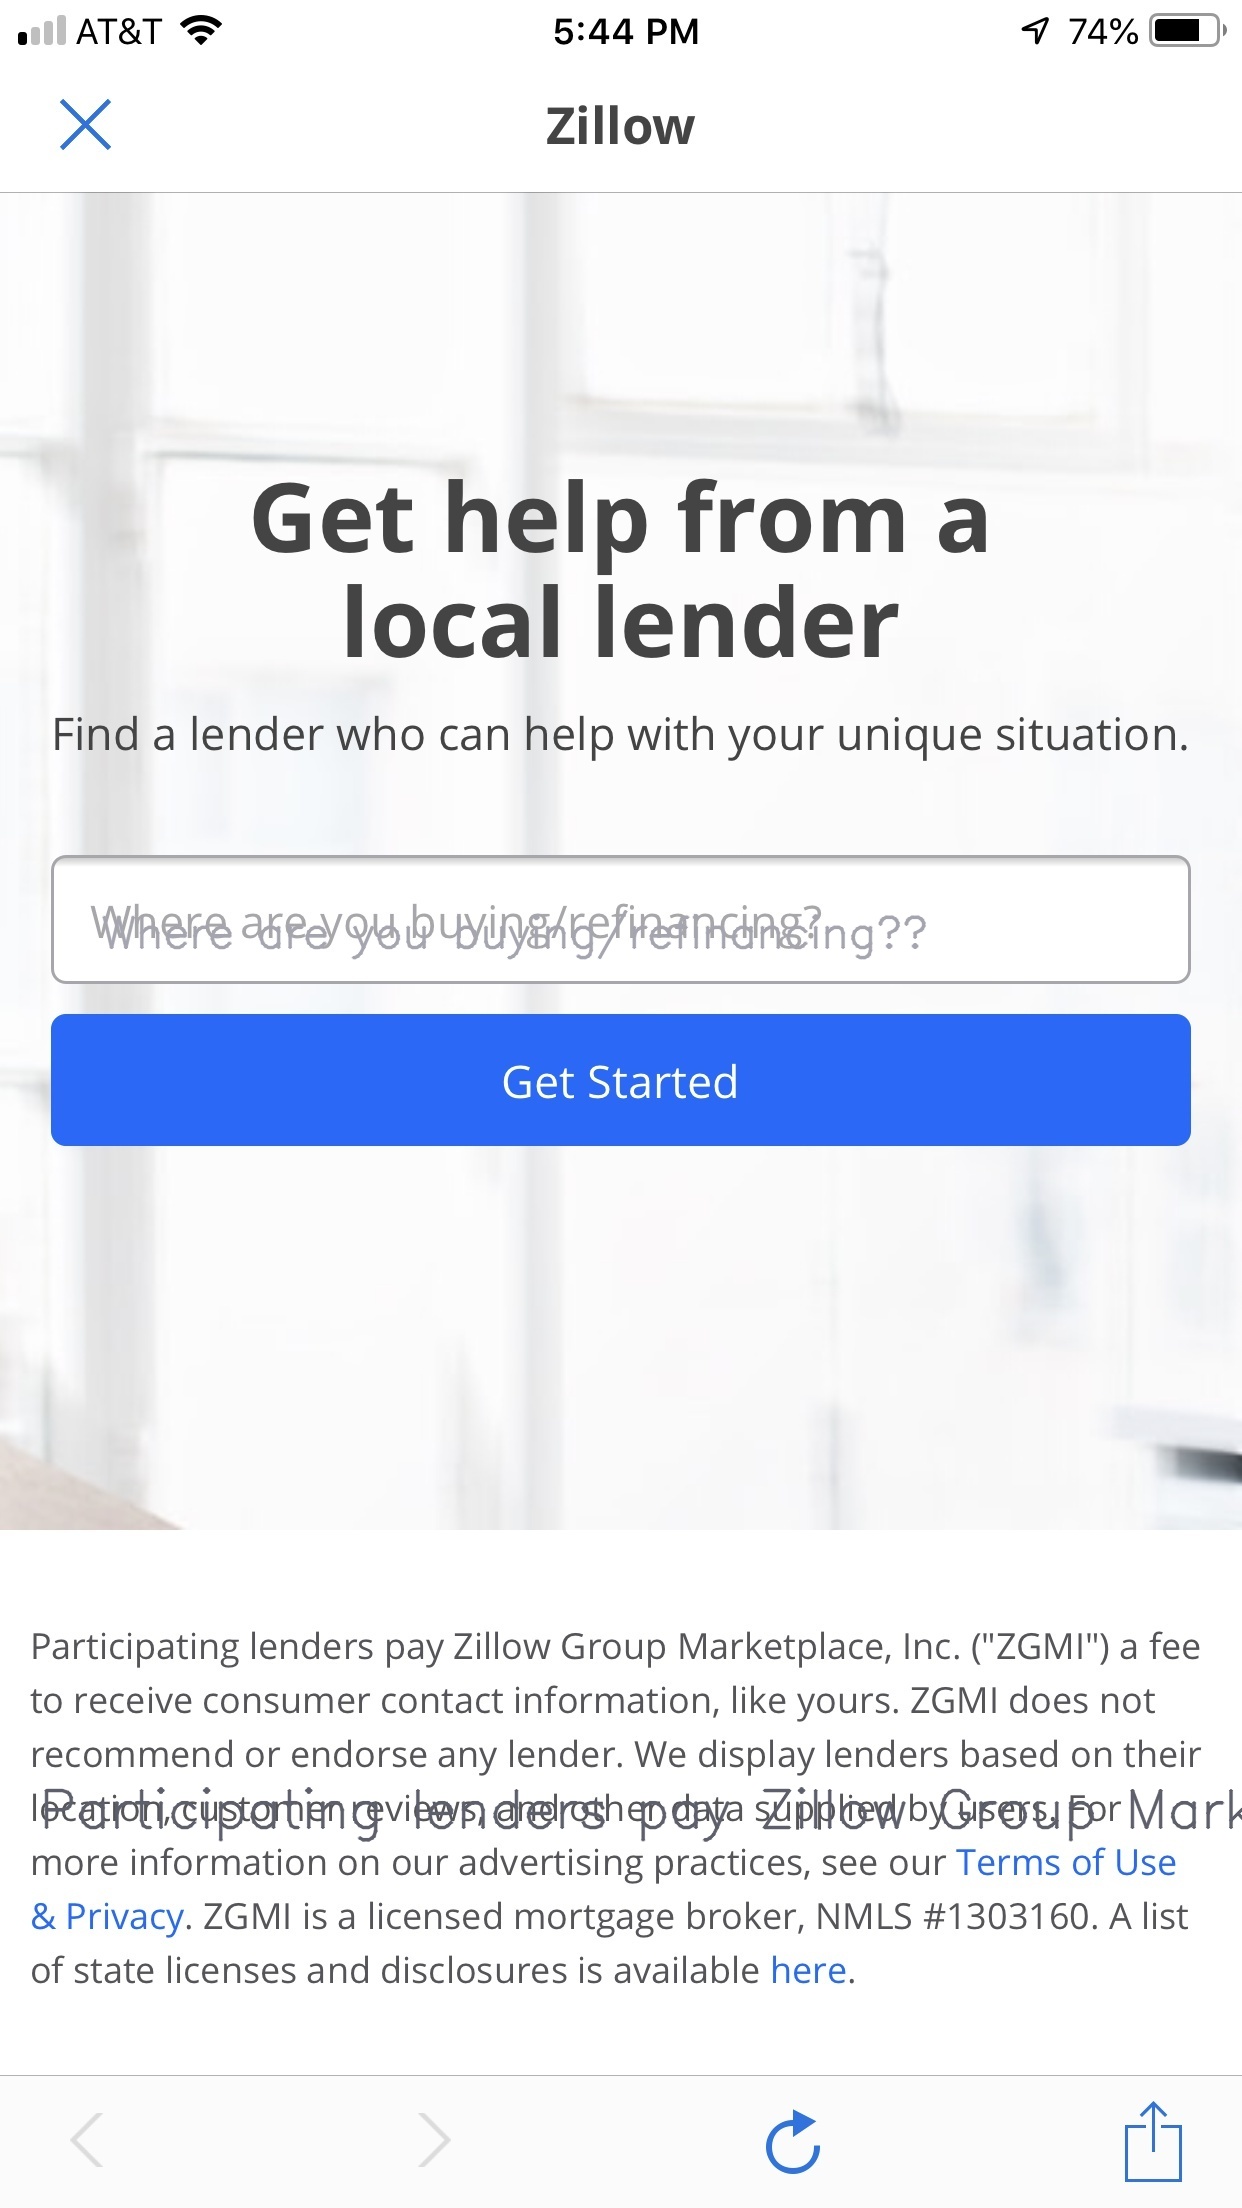 AT&T 5:44 PM 74%
Zillow
Get help from a
local lender
Find a lender who can help with your unique situation.
Where are you buying/refinancing?
Where are you buying/refinancing??
Get Started
Participating lenders pay Zillow Group Marketplace, Inc. ("ZGMI") a fee
to receive consumer contact information, like yours. ZGMI does not
recommend or endorse any lender. We display lenders based on their
location, customer reviews, and other data supplied by users. For
Participating lenders pay Zillow Group Mark
more information on our advertising practices, see our Terms of Use
& Privacy. ZGMI is a licensed mortgage broker, NMLS #1303160. A list
of state licenses and disclosures is available here.